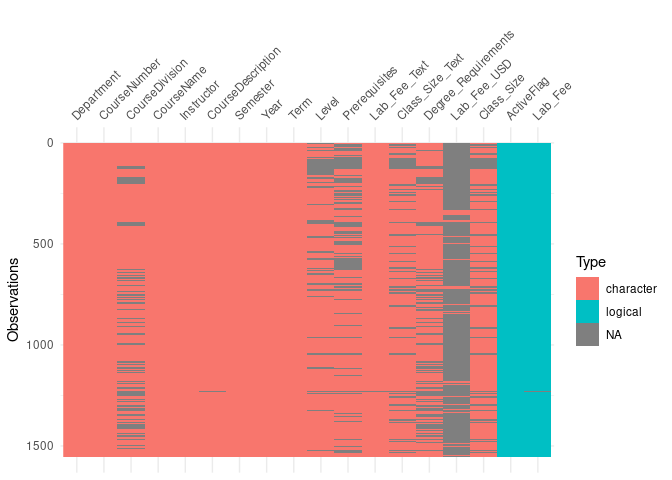 Department
CourseNumber
CourseDivision
CourseName
Instructor
CourseDescription
Semester
Year
Term
Level
Prerequisites
Lab_Fee_Text
Class_Size_Text
Degree_Requirements
Lab_Fee_USD
Class_Size
ActiveFlag
Lab_Fee
0
500
1000
1500
Observations
Type
character
logical
NA